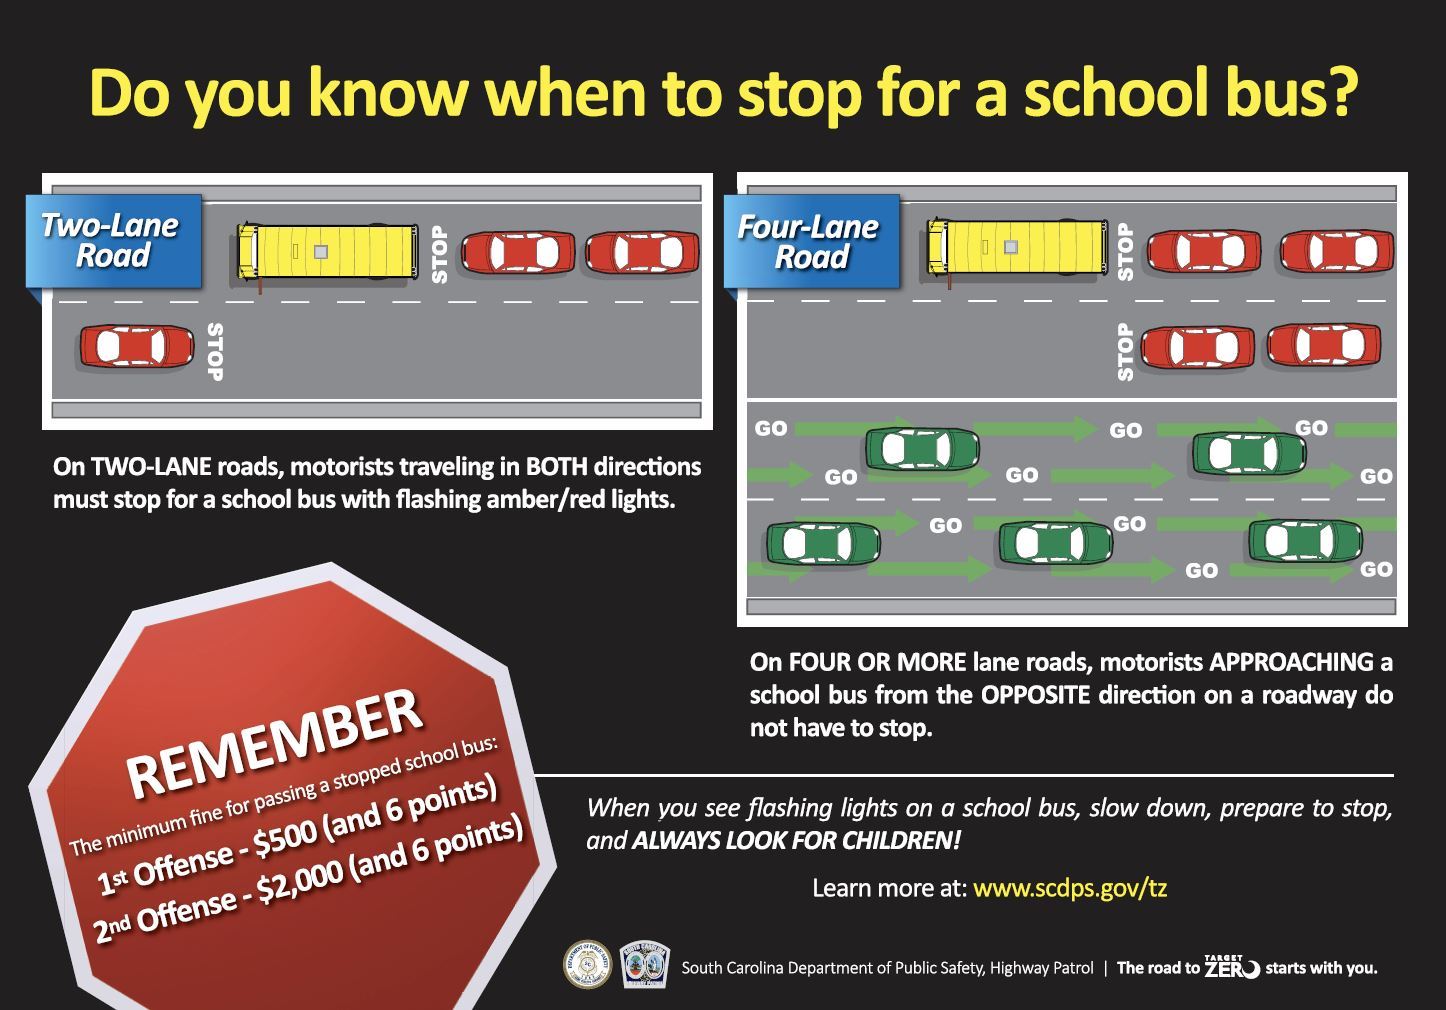 Do you know when to stop for a school bus?
Two-Lane
Road
STOP
STOP
On TWO-LANE roads, motorists traveling in BOTH directions
must stop for a school bus with flashing amber/red lights.
Four-Lane
Road
STOP
STOP
GO GO GO
GO GO GO
GO GO
GO GO
On FOUR OR MORE lane roads, motorists APPROACHING a
school bus from the OPPOSITE direction on a roadway do
not have to stop.
REMEMBER
The minimum fine for passing a stopped school bus:
1st Offense - $500 (and 6 points)
2nd Offense - $2,000 (and 6 points)
When you see flashing lights on a school bus, slow down, prepare to stop,
and ALWAYS LOOK FOR CHILDREN!
Learn more at: www.scdps.gov/tz
SOUTH CAROLINA
South Carolina Department of Public Safety, Highway Patrol | The road to TARGET ZERO starts with you.